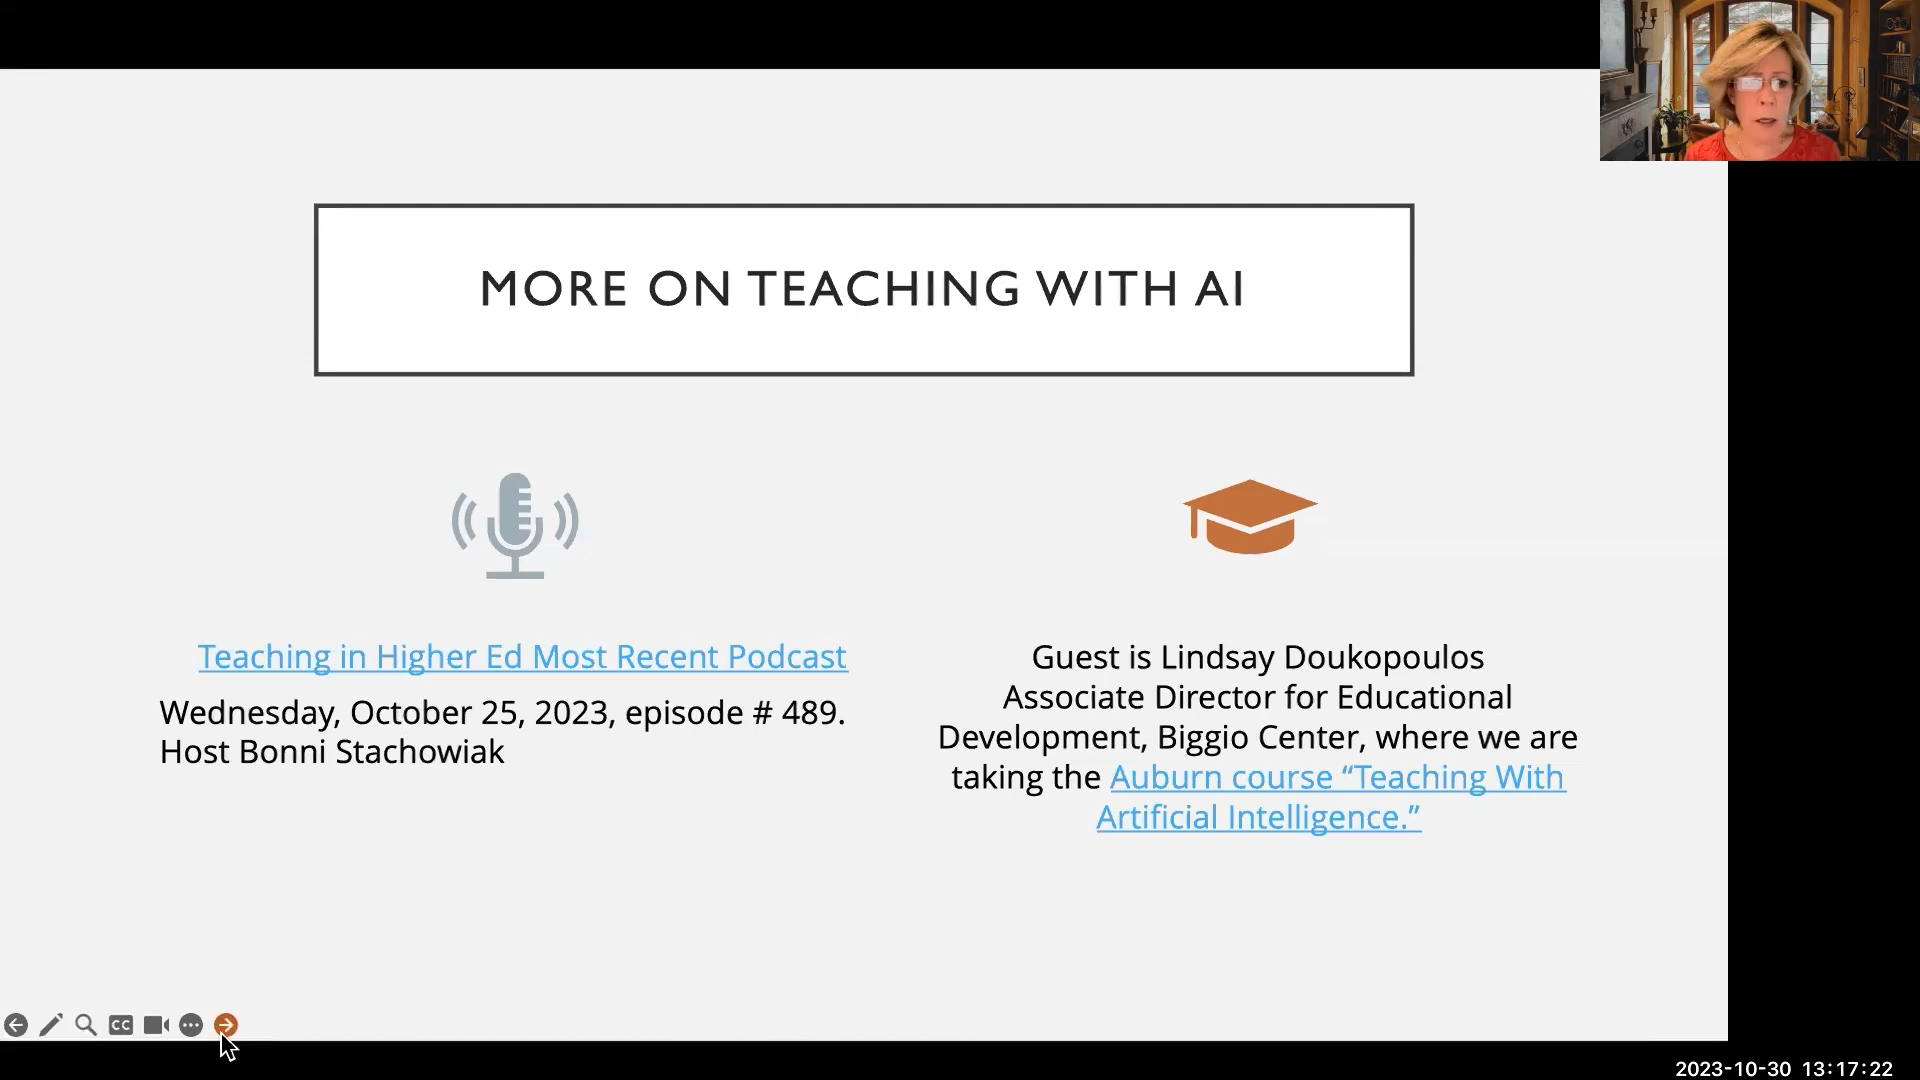 MORE ON TEACHING WITH AI
Teaching in Higher Ed Most Recent Podcast
Wednesday, October 25, 2023, episode # 489.
Host Bonni Stachowiak
Guest is Lindsay Doukopoulos
Associate Director for Educational
Development, Biggio Center, where we are
taking the Auburn course “Teaching With
Artificial Intelligence.”
CC
2023-10-30 13:17:22